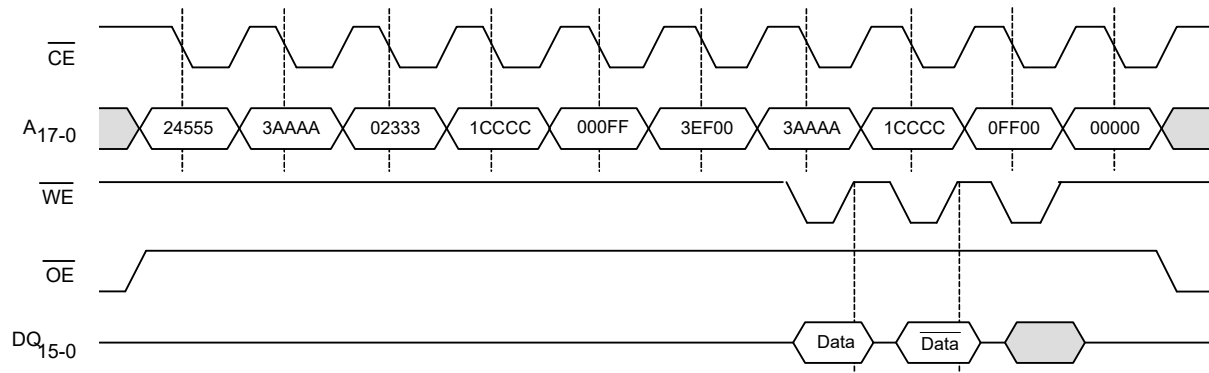 CE
A17-0 24555 3AAAA 02333 1CCCC 000FF 3EF00 3AAAA 1CCCC 0FF00 00000
WE
OE
DQ15-0 Data Data